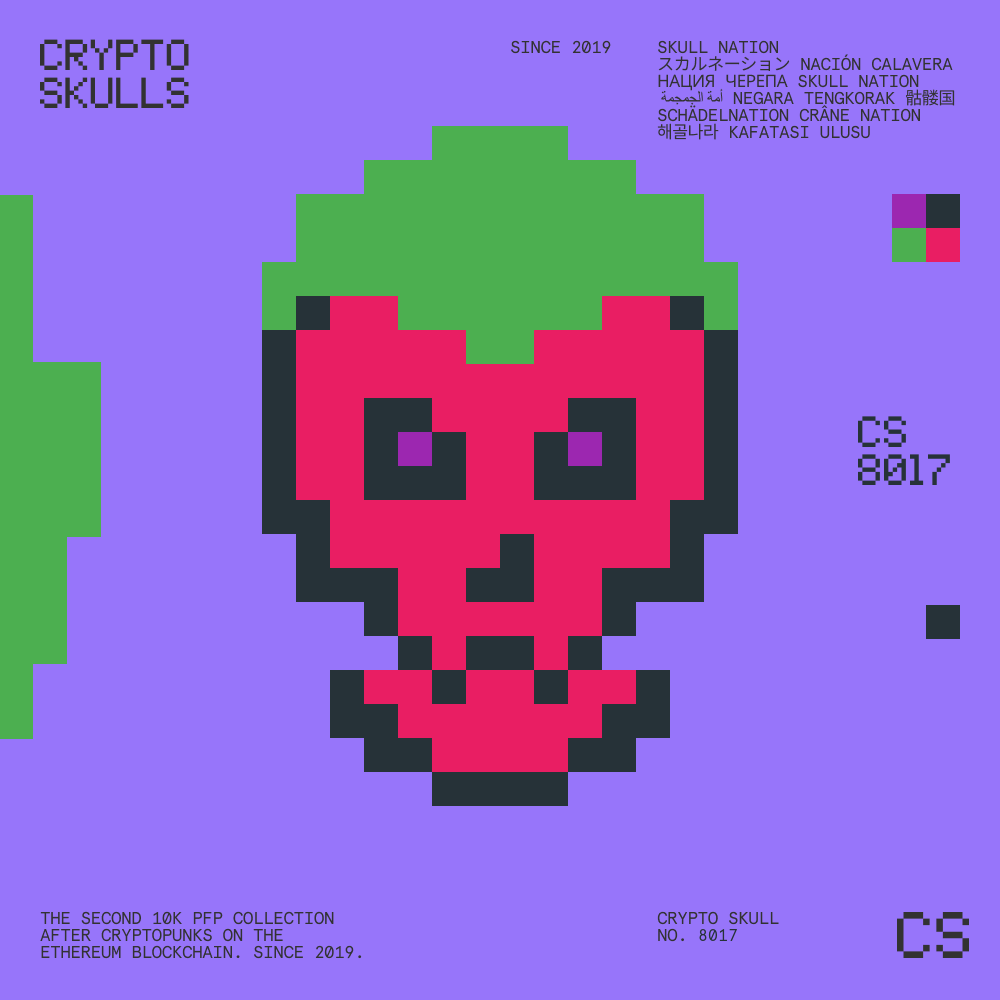 CRYPTO
SKULLS
SINCE 2019
SKULL NATION
スカルネーション NACIÓN CALAVERA
НАЦИЯ ЧЕРЕПА SKULL NATION
أمة الجمجمة NEGARA TENGKORAK 骷髅国
SCHÄDELNATION CRÂNE NATION
해골나라 KAFATASI ULUSU
CS
8017
THE SECOND 10K PFP COLLECTION
AFTER CRYPTOPUNKS ON THE
ETHEREUM BLOCKCHAIN. SINCE 2019.
CRYPTO SKULL
NO. 8017
CS